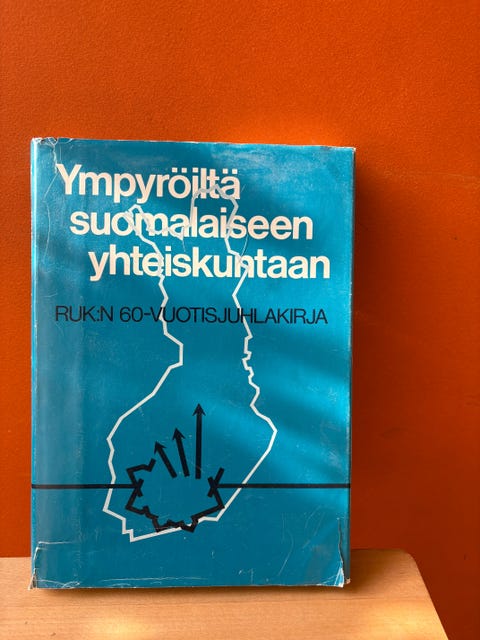 Ympyröiltä
suomalaiseen
yhteiskuntaan
RUK:N 60-VUOTISJUHLAKIRJA